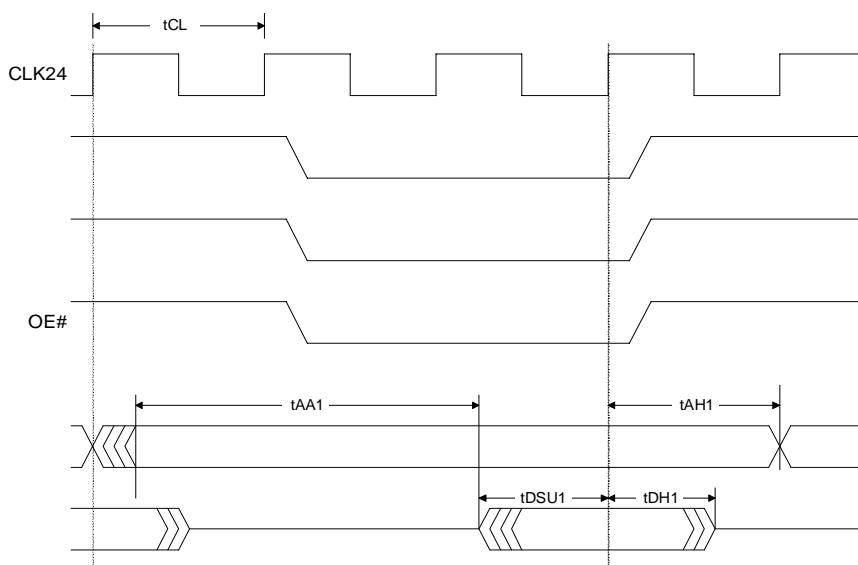 tCL
CLK24
OE#
tAA1
tAH1
tDSU1
tDH1